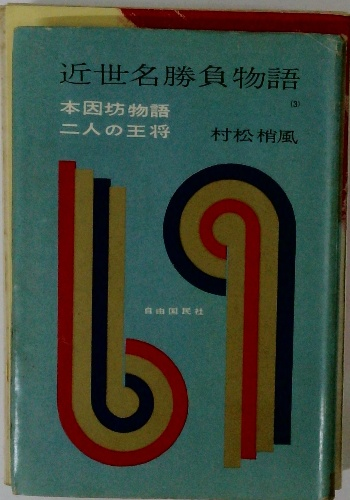 近世名勝負物語
(3)
本因坊物語
二人の王将
村松梢風
自由国民社